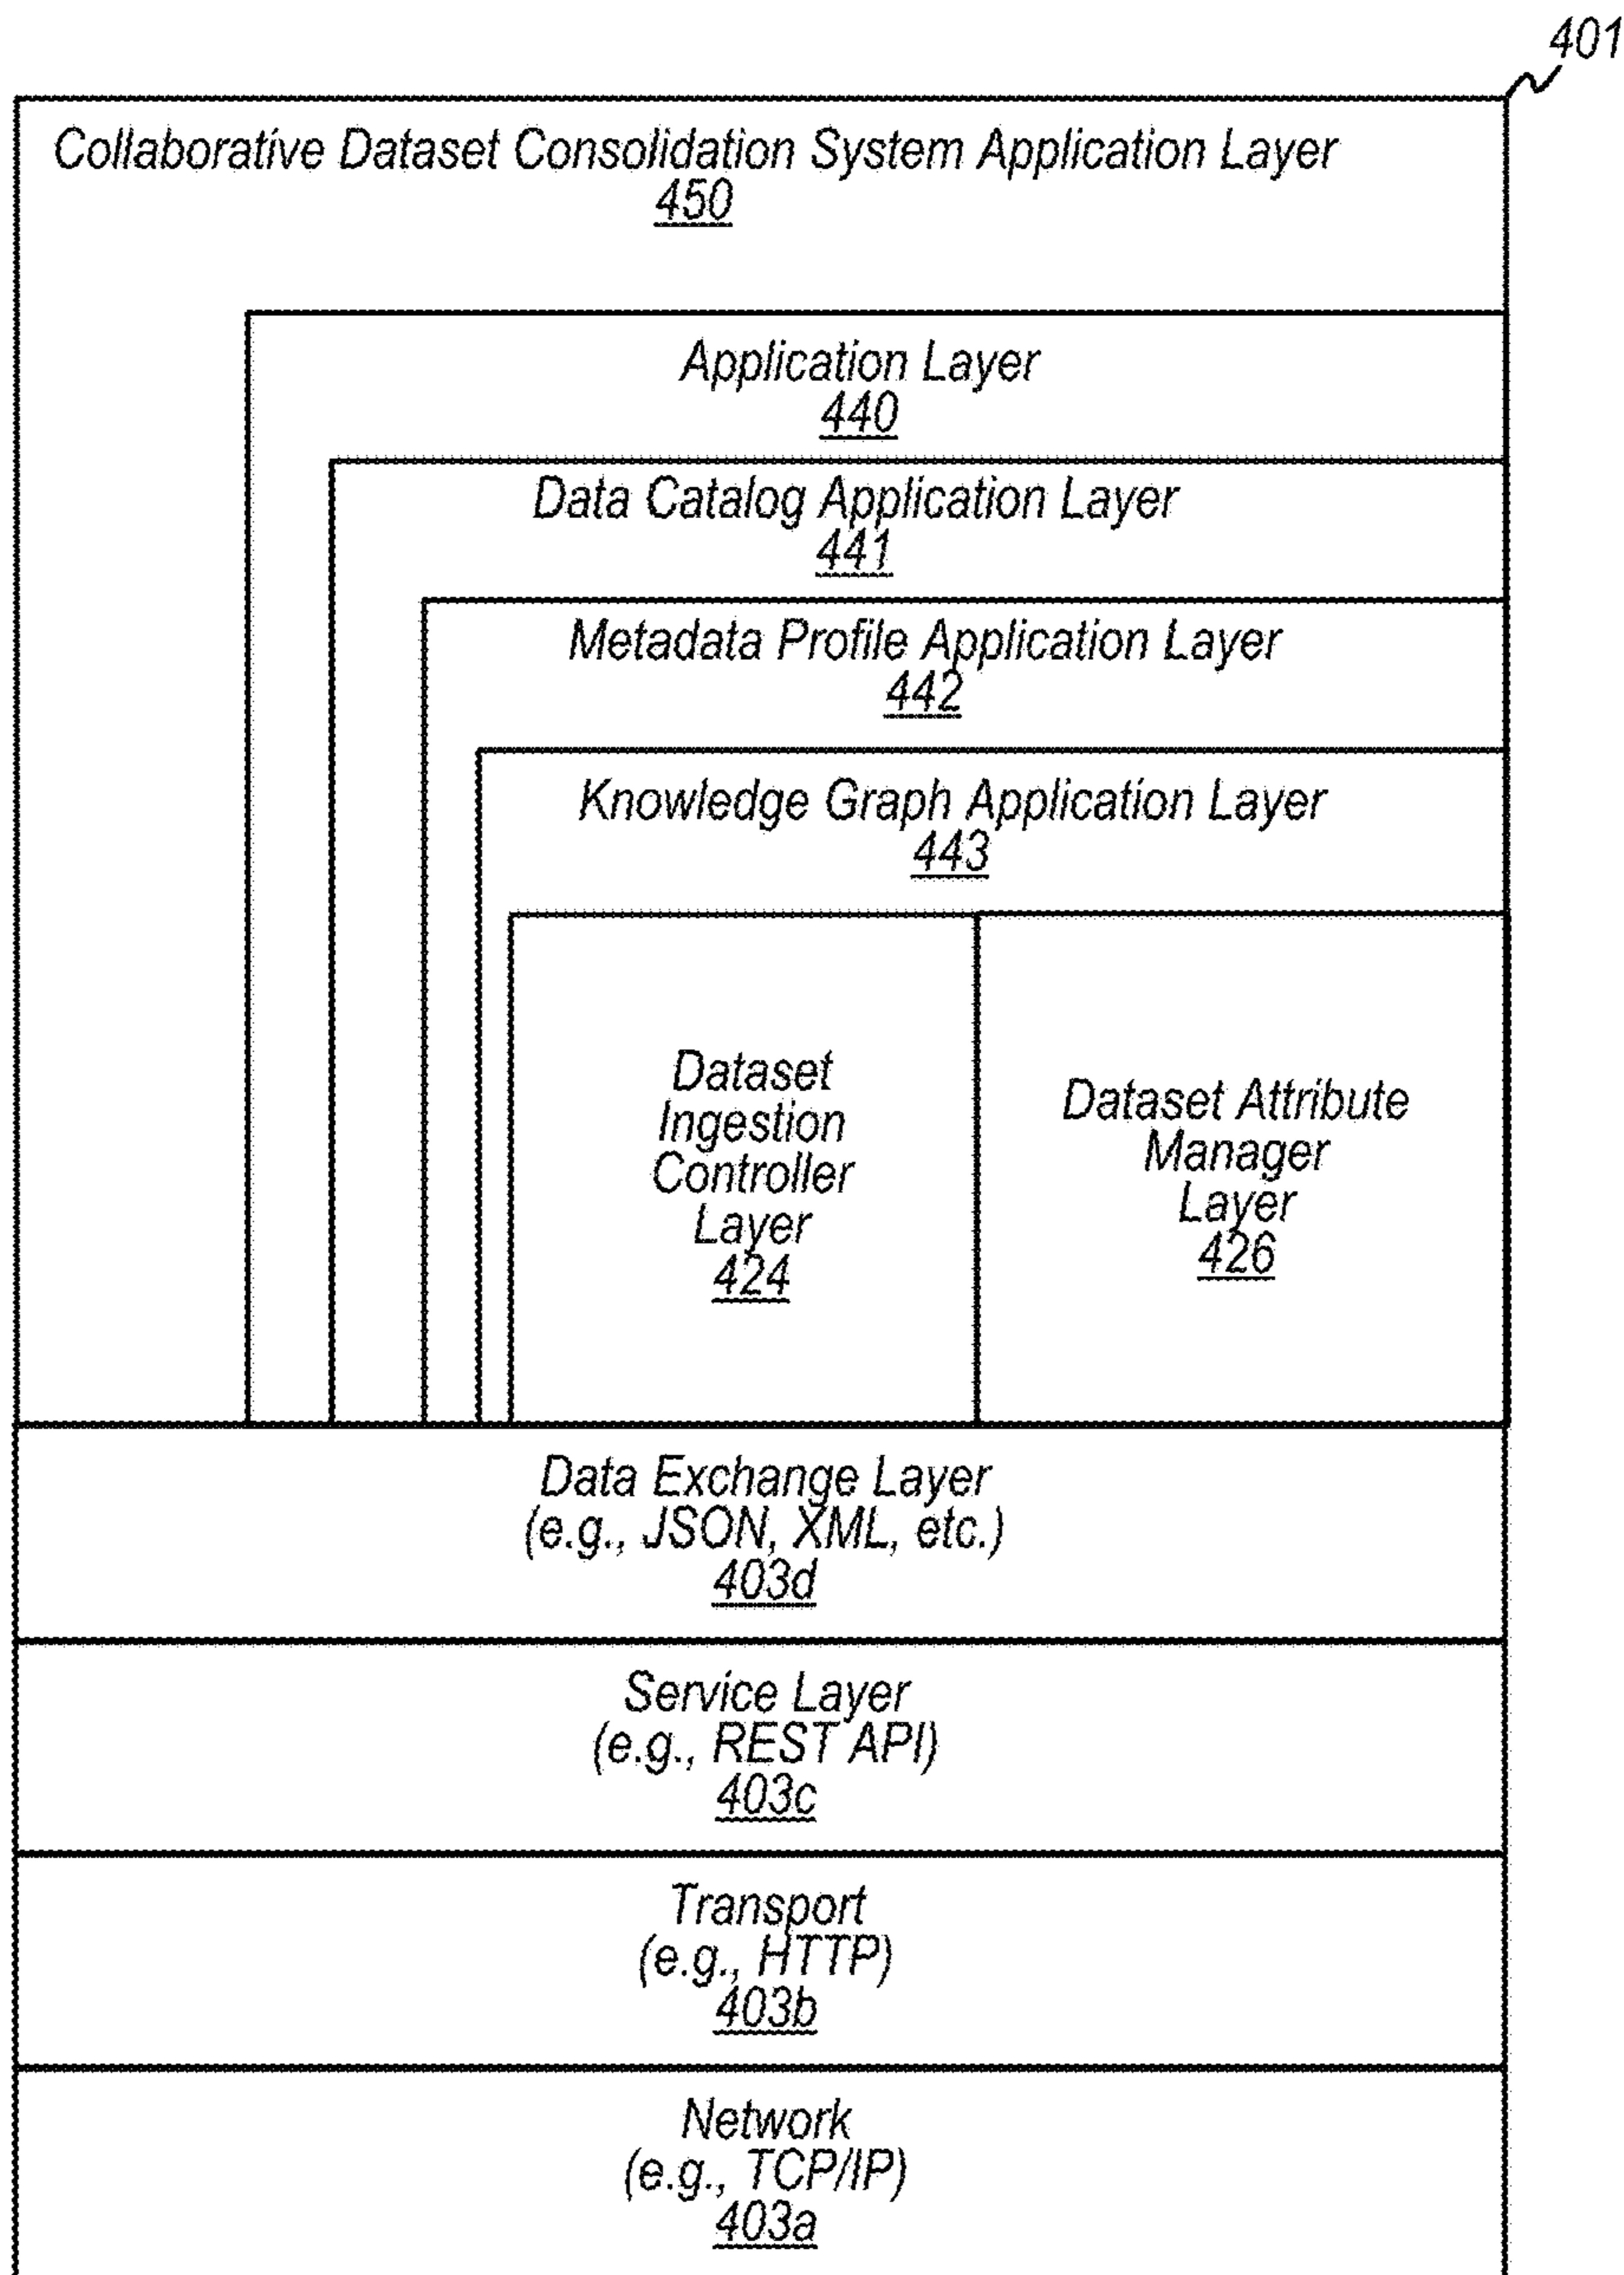 401
Collaborative Dataset Consolidation System Application Layer
450
Application Layer
440
Data Catalog Application Layer
441
Metadata Profile Application Layer
442
Knowledge Graph Application Layer
443
Dataset
Ingestion
Controller
Layer
424
Dataset Attribute
Manager
Layer
426
Data Exchange Layer
(e.g., JSON, XML, etc.)
403d
Service Layer
(e.g., REST API)
403c
Transport
(e.g., HTTP)
403b
Network
(e.g., TCP/IP)
403a